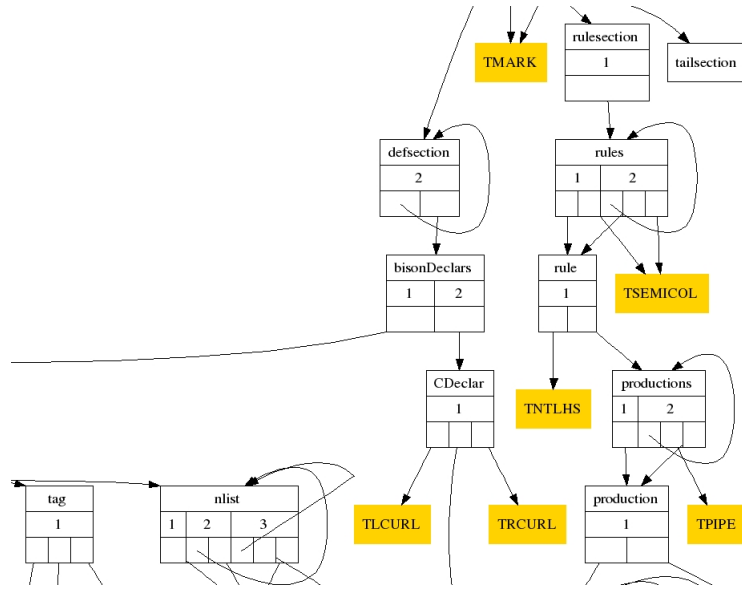 rulesection
TMARK
1
tailsection
defsection
rules
2
1 2
bisonDeclars
rule
1 2
1
TSEMICOL
CDeclar
productions
1
TNTLHS
1 2
tag
nlist
production
1
1 2 3
TLCURL
TRCURL
1
TPIPE